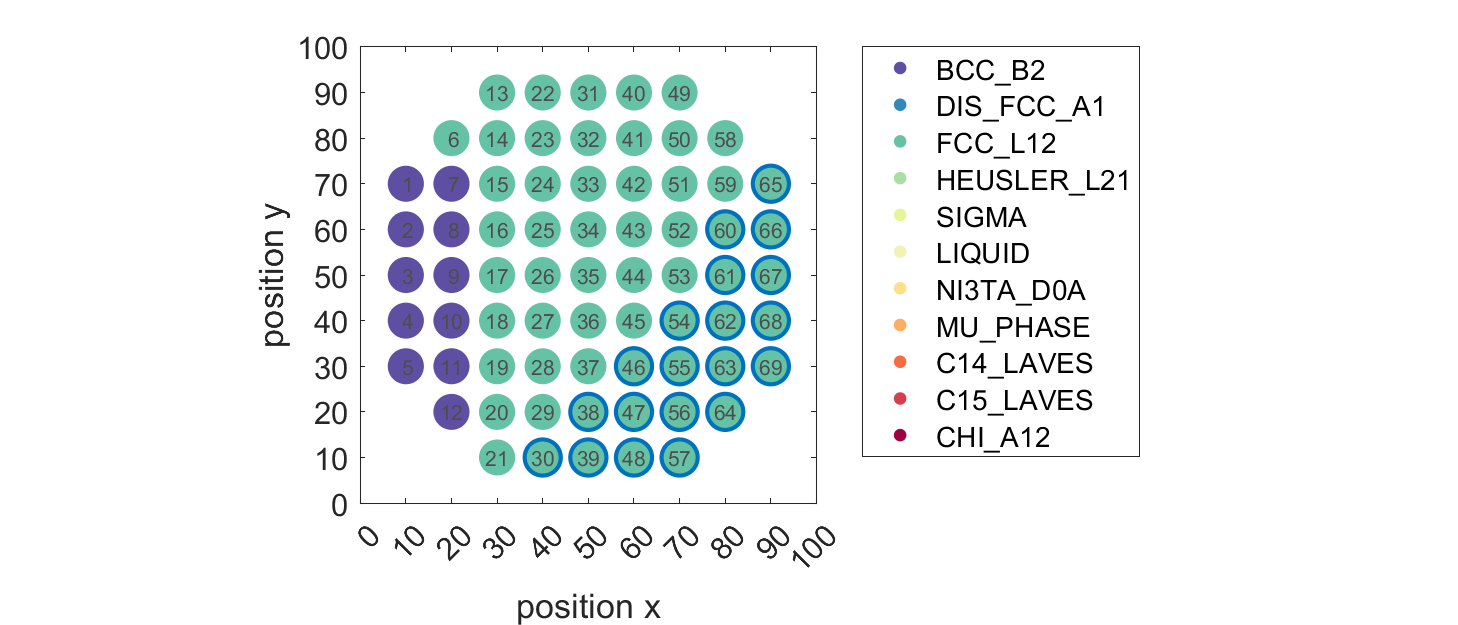 100
90
80
70
60
50
40
30
20
10
0
position y
13 22 31 40 49
6 14 23 32 41 50 58
1 7 15 24 33 42 51 59 65
2 8 16 25 34 43 52 60 66
3 9 17 26 35 44 53 61 67
4 10 18 27 36 45 54 62 68
5 11 19 28 37 46 55 63 69
12 20 29 38 47 56 64
21 30 39 48 57
0 10 20 30 40 50 60 70 80 90 100
position x
BCC_B2
DIS_FCC_A1
FCC_L12
HEUSLER_L21
SIGMA
LIQUID
NI3TA_D0A
MU_PHASE
C14_LAVES
C15_LAVES
CHI_A12